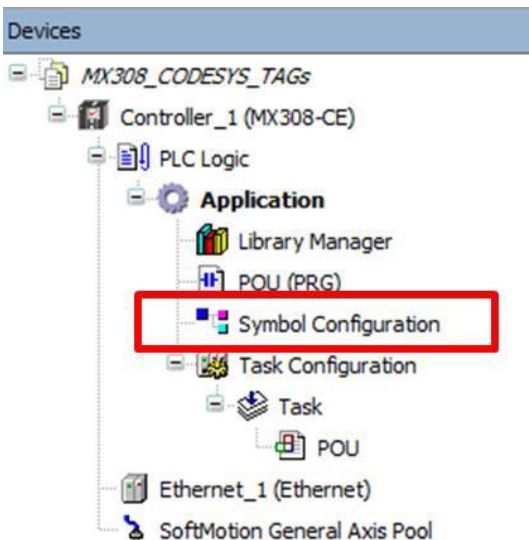 Devices
MX308_CODESYS_TAGs
Controller_1 (MX308-CE)
PLC Logic
Application
Library Manager
POU (PRG)
Symbol Configuration
Task Configuration
Task
POU
Ethernet_1 (Ethernet)
SoftMotion General Axis Pool